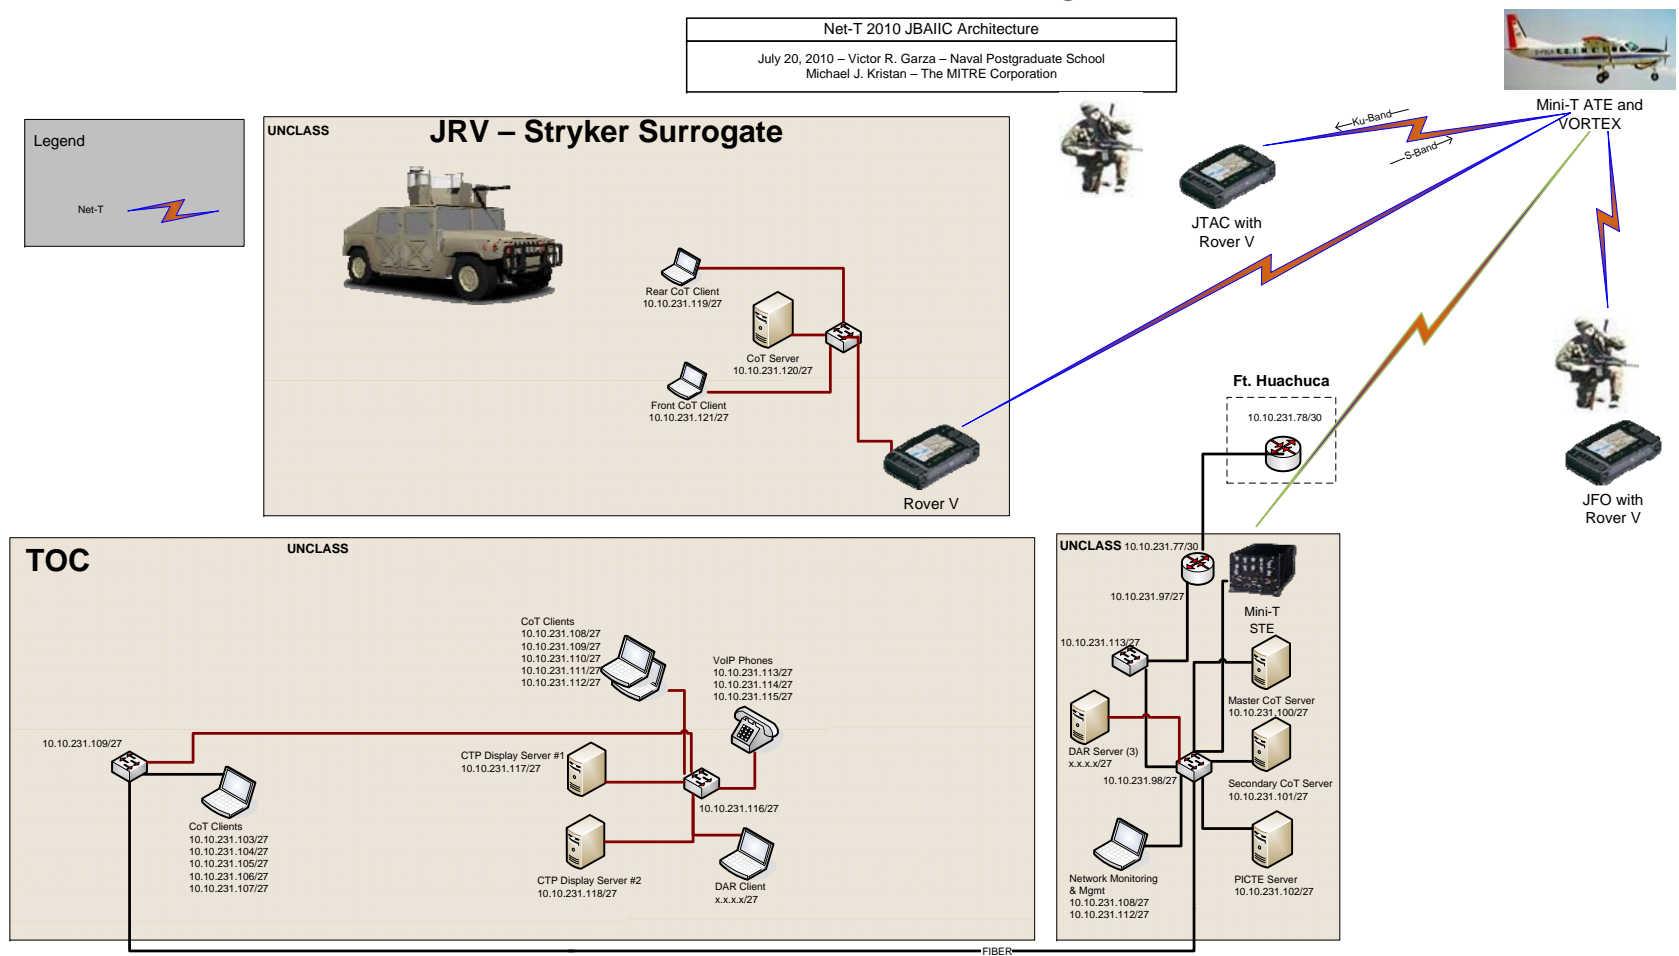 Net-T 2010 JBAIIC Architecture
July 20, 2010 – Victor R. Garza – Naval Postgraduate School
Michael J. Kristan – The MITRE Corporation
Mini-T ATE and
VORTEX
Ku-Band
S-Band
JTAC with
Rover V
Legend
Net-T
UNCLASS
JRV – Stryker Surrogate
Rear CoT Client
10.10.231.119/27
CoT Server
10.10.231.120/27
Front CoT Client
10.10.231.121/27
Rover V
Ft. Huachuca
10.10.231.78/30
JFO with
Rover V
TOC
UNCLASS
CoT Clients
10.10.231.108/27
10.10.231.109/27
10.10.231.110/27
10.10.231.111/27
10.10.231.112/27
VoIP Phones
10.10.231.113/27
10.10.231.114/27
10.10.231.115/27
10.10.231.109/27
CTP Display Server #1
10.10.231.117/27
10.10.231.116/27
CoT Clients
10.10.231.103/27
10.10.231.104/27
10.10.231.105/27
10.10.231.106/27
10.10.231.107/27
CTP Display Server #2
10.10.231.118/27
DAR Client
x.x.x.x/27
UNCLASS
10.10.231.77/30
10.10.231.97/27
Mini-T
STE
10.10.231.113/27
Master CoT Server
10.10.231.100/27
DAR Server (3)
x.x.x.x/27
10.10.231.98/27
Secondary CoT Server
10.10.231.101/27
Network Monitoring
& Mgmt
10.10.231.108/27
10.10.231.112/27
PICTE Server
10.10.231.102/27
FIBER